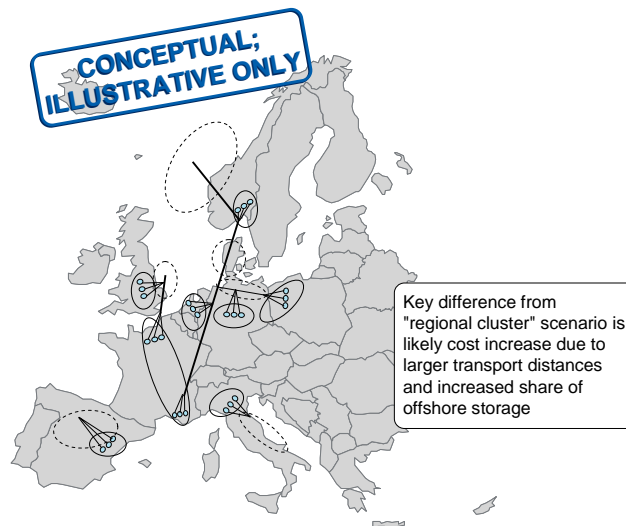 CONCEPTUAL;
ILLUSTRATIVE ONLY
Key difference from
"regional cluster" scenario is
likely cost increase due to
larger transport distances
and increased share of
offshore storage